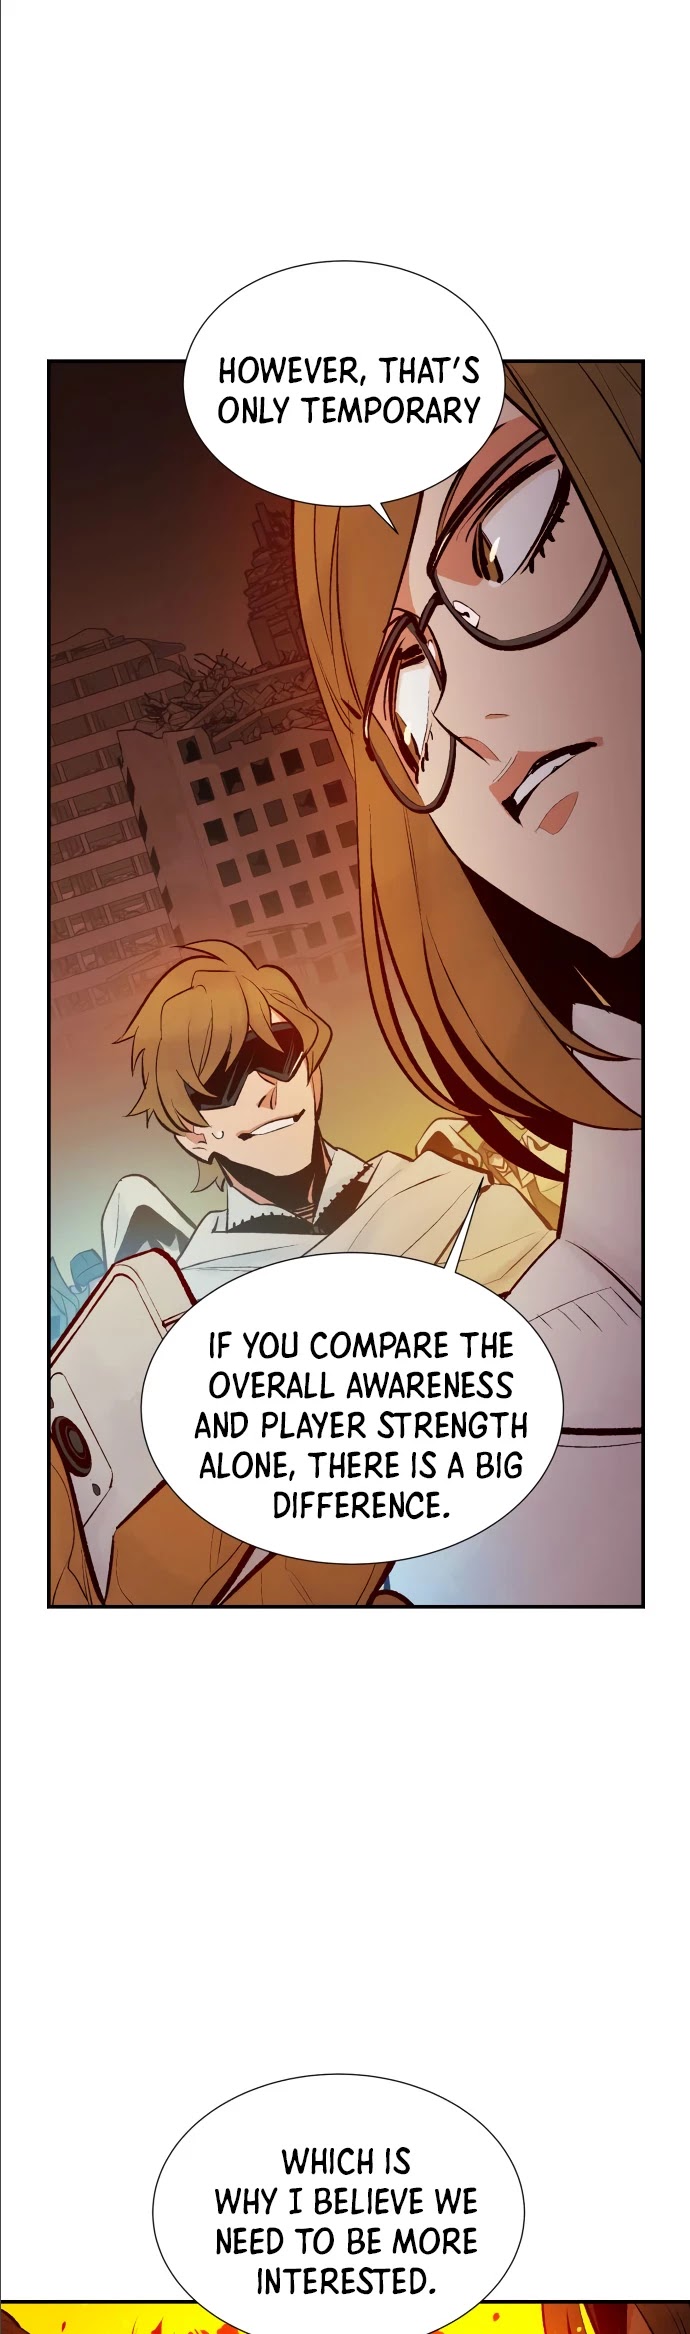 HOWEVER, THAT'S
ONLY TEMPORARY
IF YOU COMPARE THE
OVERALL AWARENESS
AND PLAYER STRENGTH
ALONE, THERE IS A BIG
DIFFERENCE.
WHICH IS
WHY I BELIEVE WE
NEED TO BE MORE
INTERESTED.